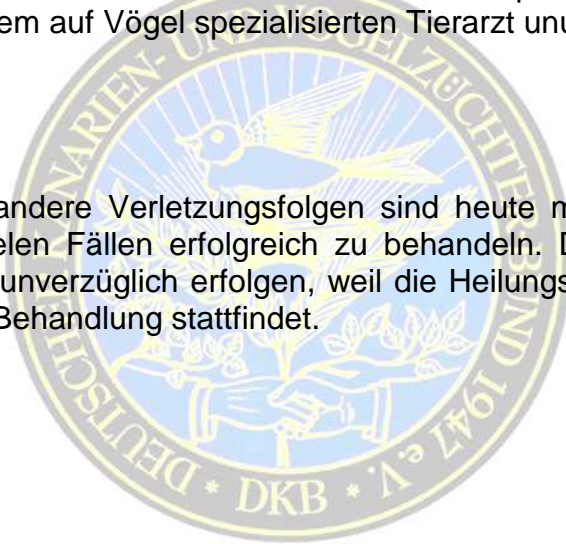 em auf Vögel spezialisierten Tierarzt unu
andere Verletzungsfolgen sind heute m
elen Fällen erfolgreich zu behandeln. D
unverzüglich erfolgen, weil die Heilungs
Behandlung stattfindet.
DEUTSCHER KANARIEN- UND VOGELZÜCHTER-BUND 1947 e.V.
* DKB *